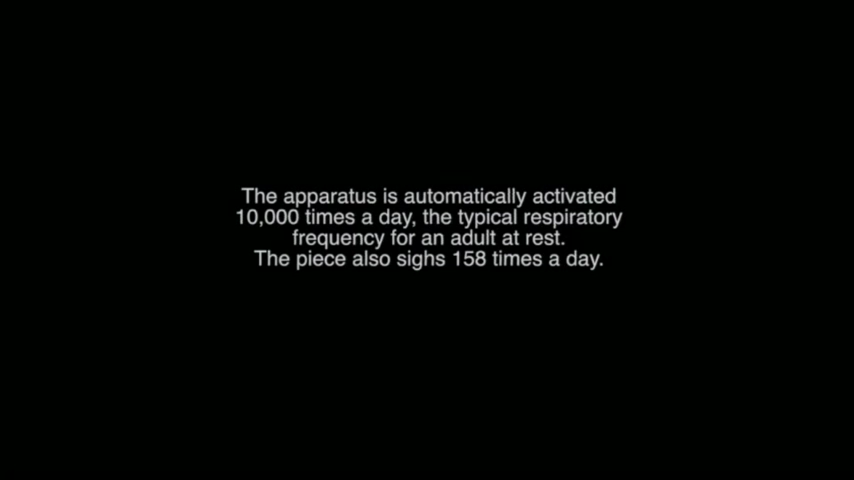 The apparatus is automatically activated
10,000 times a day, the typical respiratory
frequency for an adult at rest.
The piece also sighs 158 times a day.